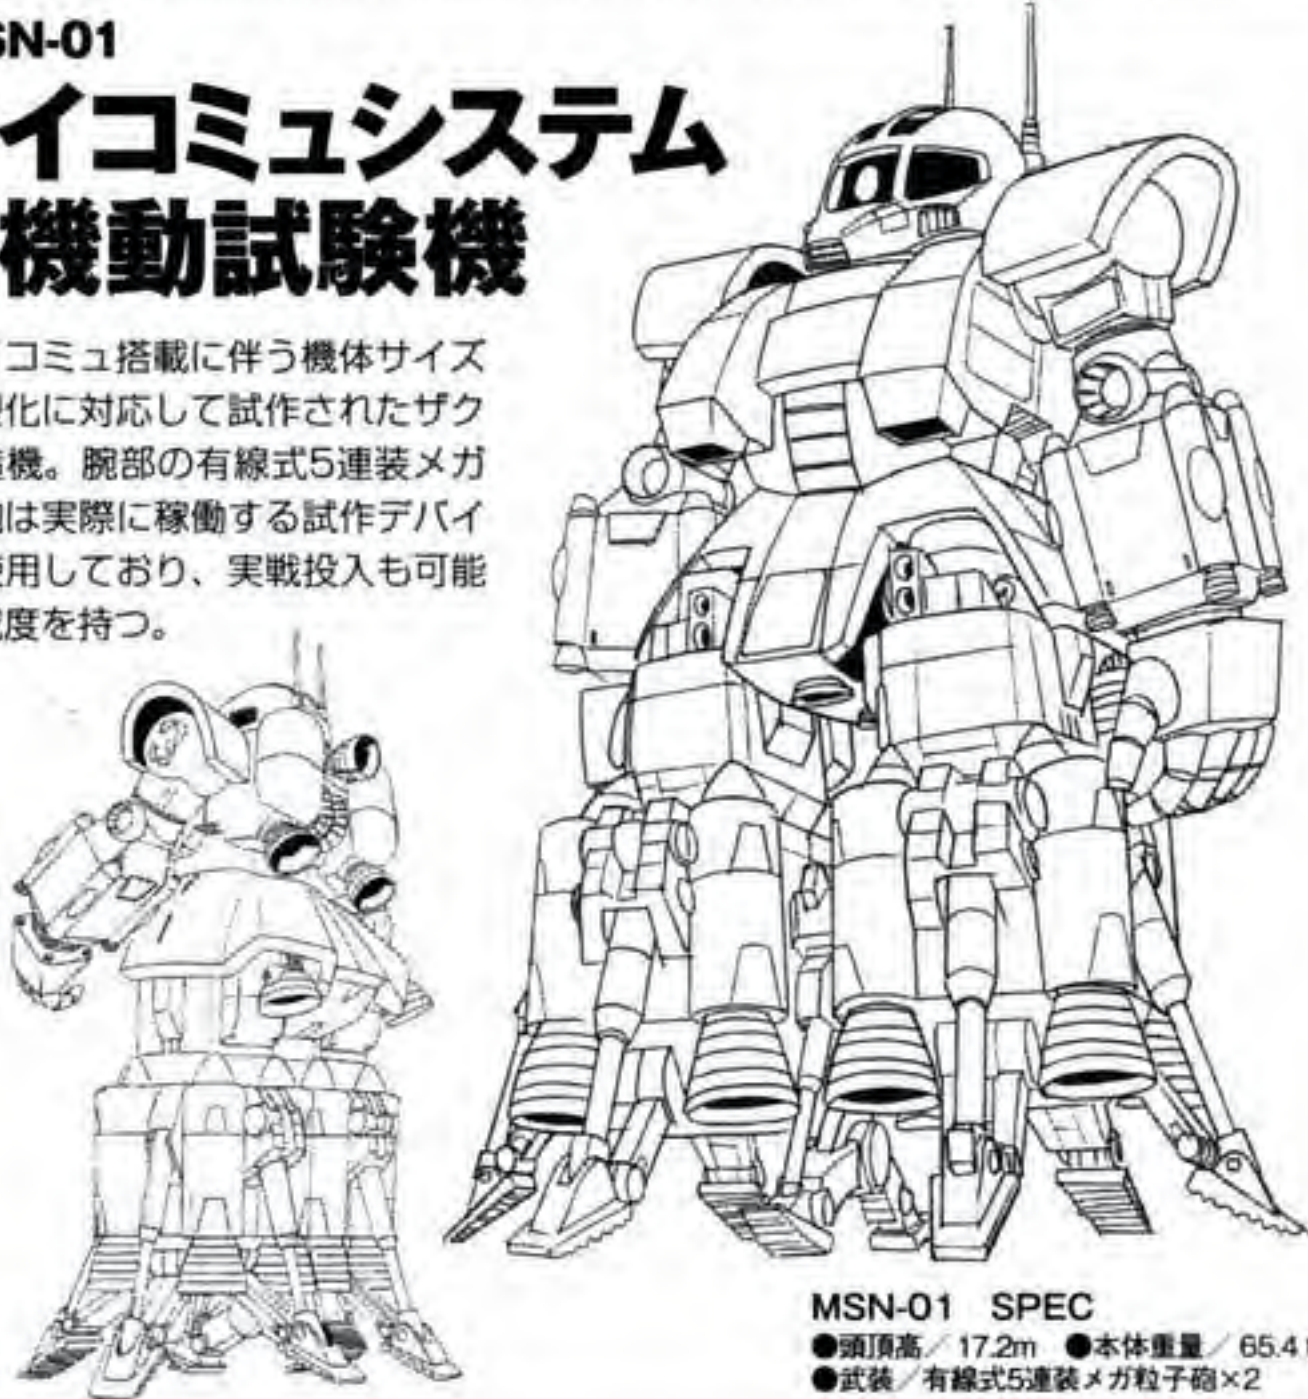 SN-01
イコミュシステム
機動試験機
コミュ搭載に伴う機体サイズ
化に対応して試作されたザク
機。腕部の有線式5連装メガ
は実際に稼働する試作デバイ
使用しており、実戦投入も可能
度を持つ。
MSN-01 SPEC
●頭頂高／17.2m ●本体重量／65.4t
●武装／有線式5連装メガ粒子砲×2